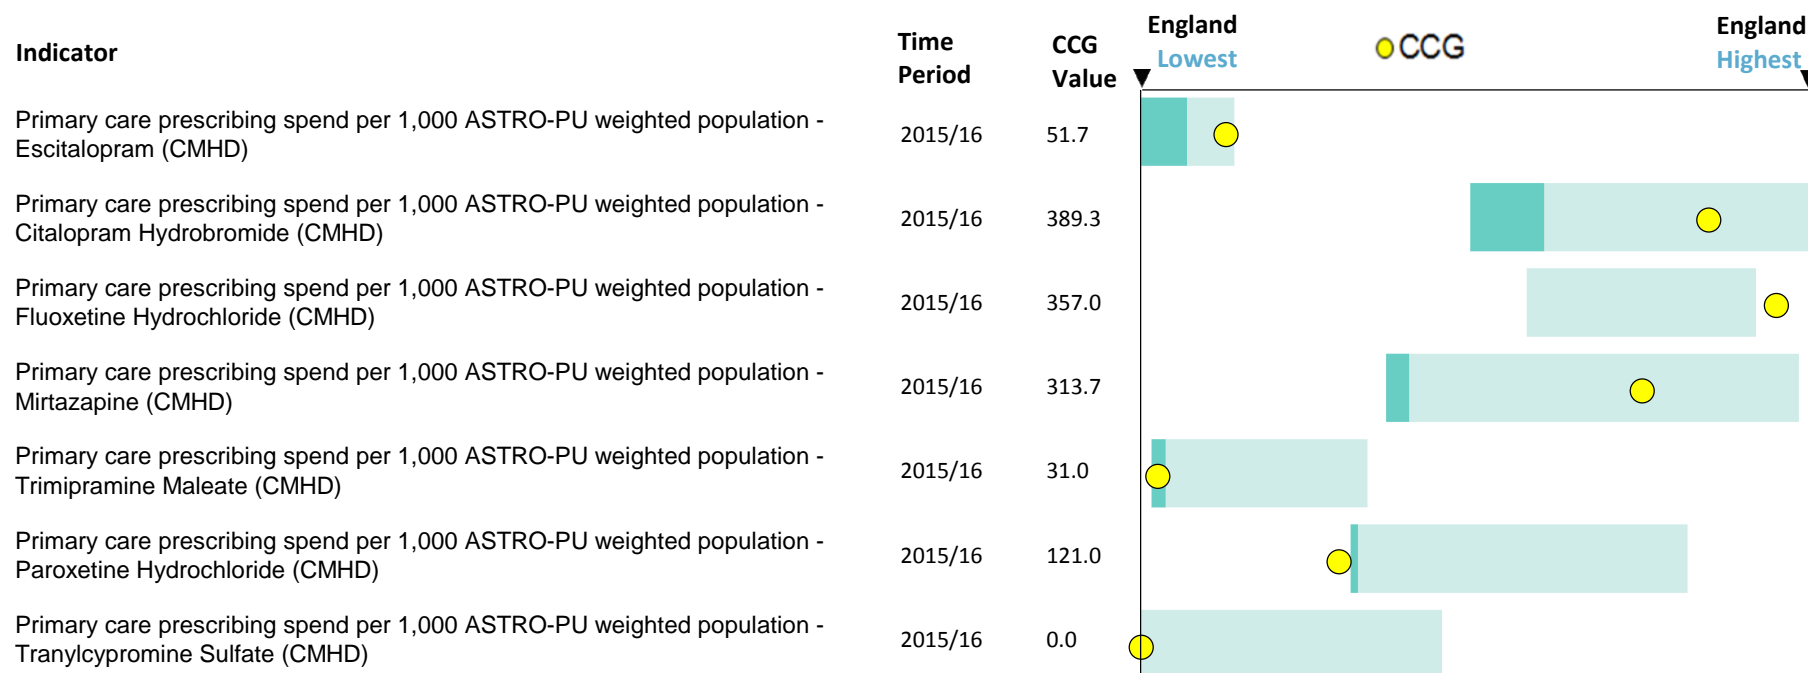 Indicator
Time
Period
CCG
Value
England
Lowest
CCG
England
Highest
Primary care prescribing spend per 1,000 ASTRO-PU weighted population -
Escitalopram (CMHD)
2015/16
51.7
Primary care prescribing spend per 1,000 ASTRO-PU weighted population -
Citalopram Hydrobromide (CMHD)
2015/16
389.3
Primary care prescribing spend per 1,000 ASTRO-PU weighted population -
Fluoxetine Hydrochloride (CMHD)
2015/16
357.0
Primary care prescribing spend per 1,000 ASTRO-PU weighted population -
Mirtazapine (CMHD)
2015/16
313.7
Primary care prescribing spend per 1,000 ASTRO-PU weighted population -
Trimipramine Maleate (CMHD)
2015/16
31.0
Primary care prescribing spend per 1,000 ASTRO-PU weighted population -
Paroxetine Hydrochloride (CMHD)
2015/16
121.0
Primary care prescribing spend per 1,000 ASTRO-PU weighted population -
Tranylcypromine Sulfate (CMHD)
2015/16
0.0